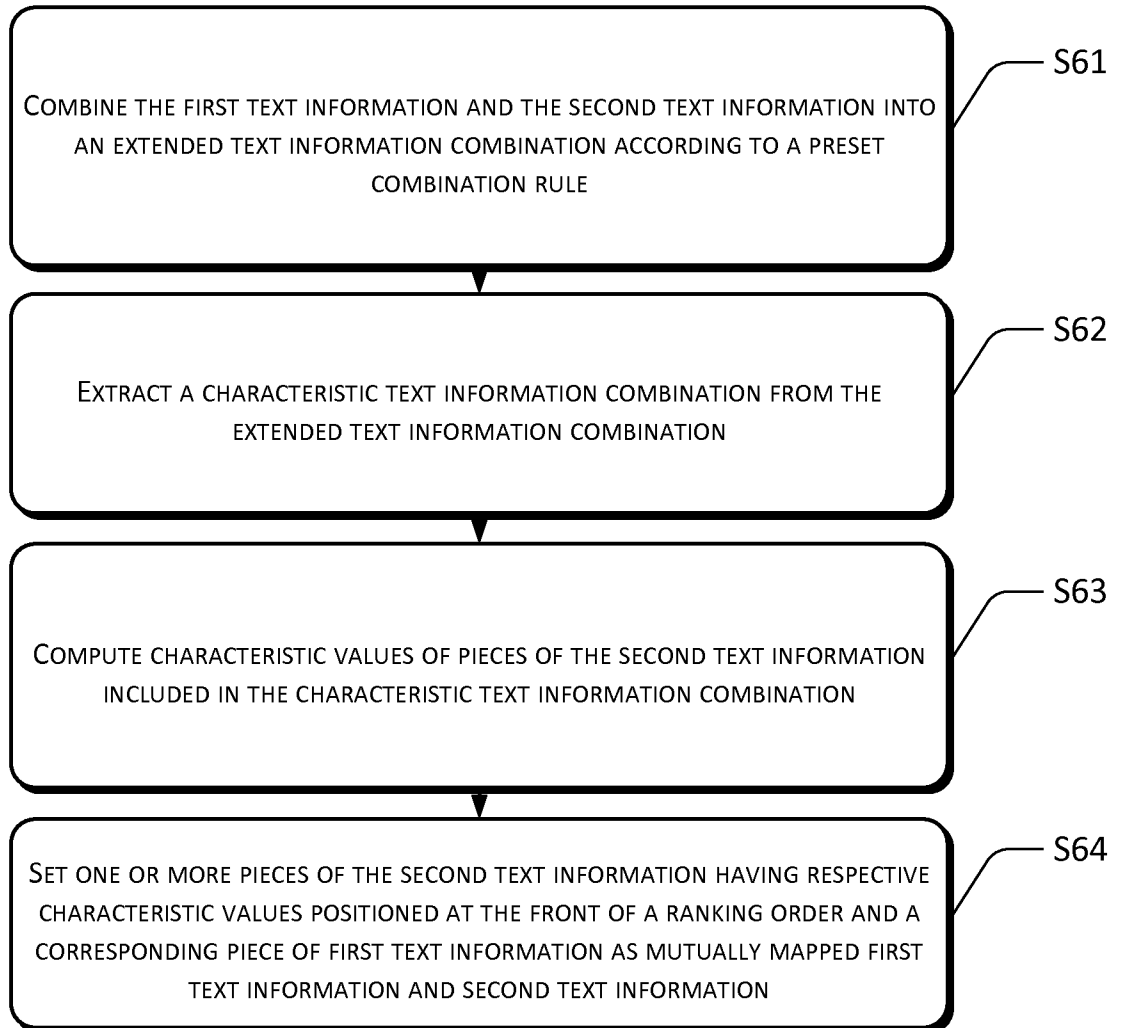 COMBINE THE FIRST TEXT INFORMATION AND THE SECOND TEXT INFORMATION INTO
AN EXTENDED TEXT INFORMATION COMBINATION ACCORDING TO A PRESET
COMBINATION RULE
S61
EXTRACT A CHARACTERISTIC TEXT INFORMATION COMBINATION FROM THE
EXTENDED TEXT INFORMATION COMBINATION
S62
COMPUTE CHARACTERISTIC VALUES OF PIECES OF THE SECOND TEXT INFORMATION
INCLUDED IN THE CHARACTERISTIC TEXT INFORMATION COMBINATION
S63
SET ONE OR MORE PIECES OF THE SECOND TEXT INFORMATION HAVING RESPECTIVE
CHARACTERISTIC VALUES POSITIONED AT THE FRONT OF A RANKING ORDER AND A
CORRESPONDING PIECE OF FIRST TEXT INFORMATION AS MUTUALLY MAPPED FIRST
TEXT INFORMATION AND SECOND TEXT INFORMATION
S64